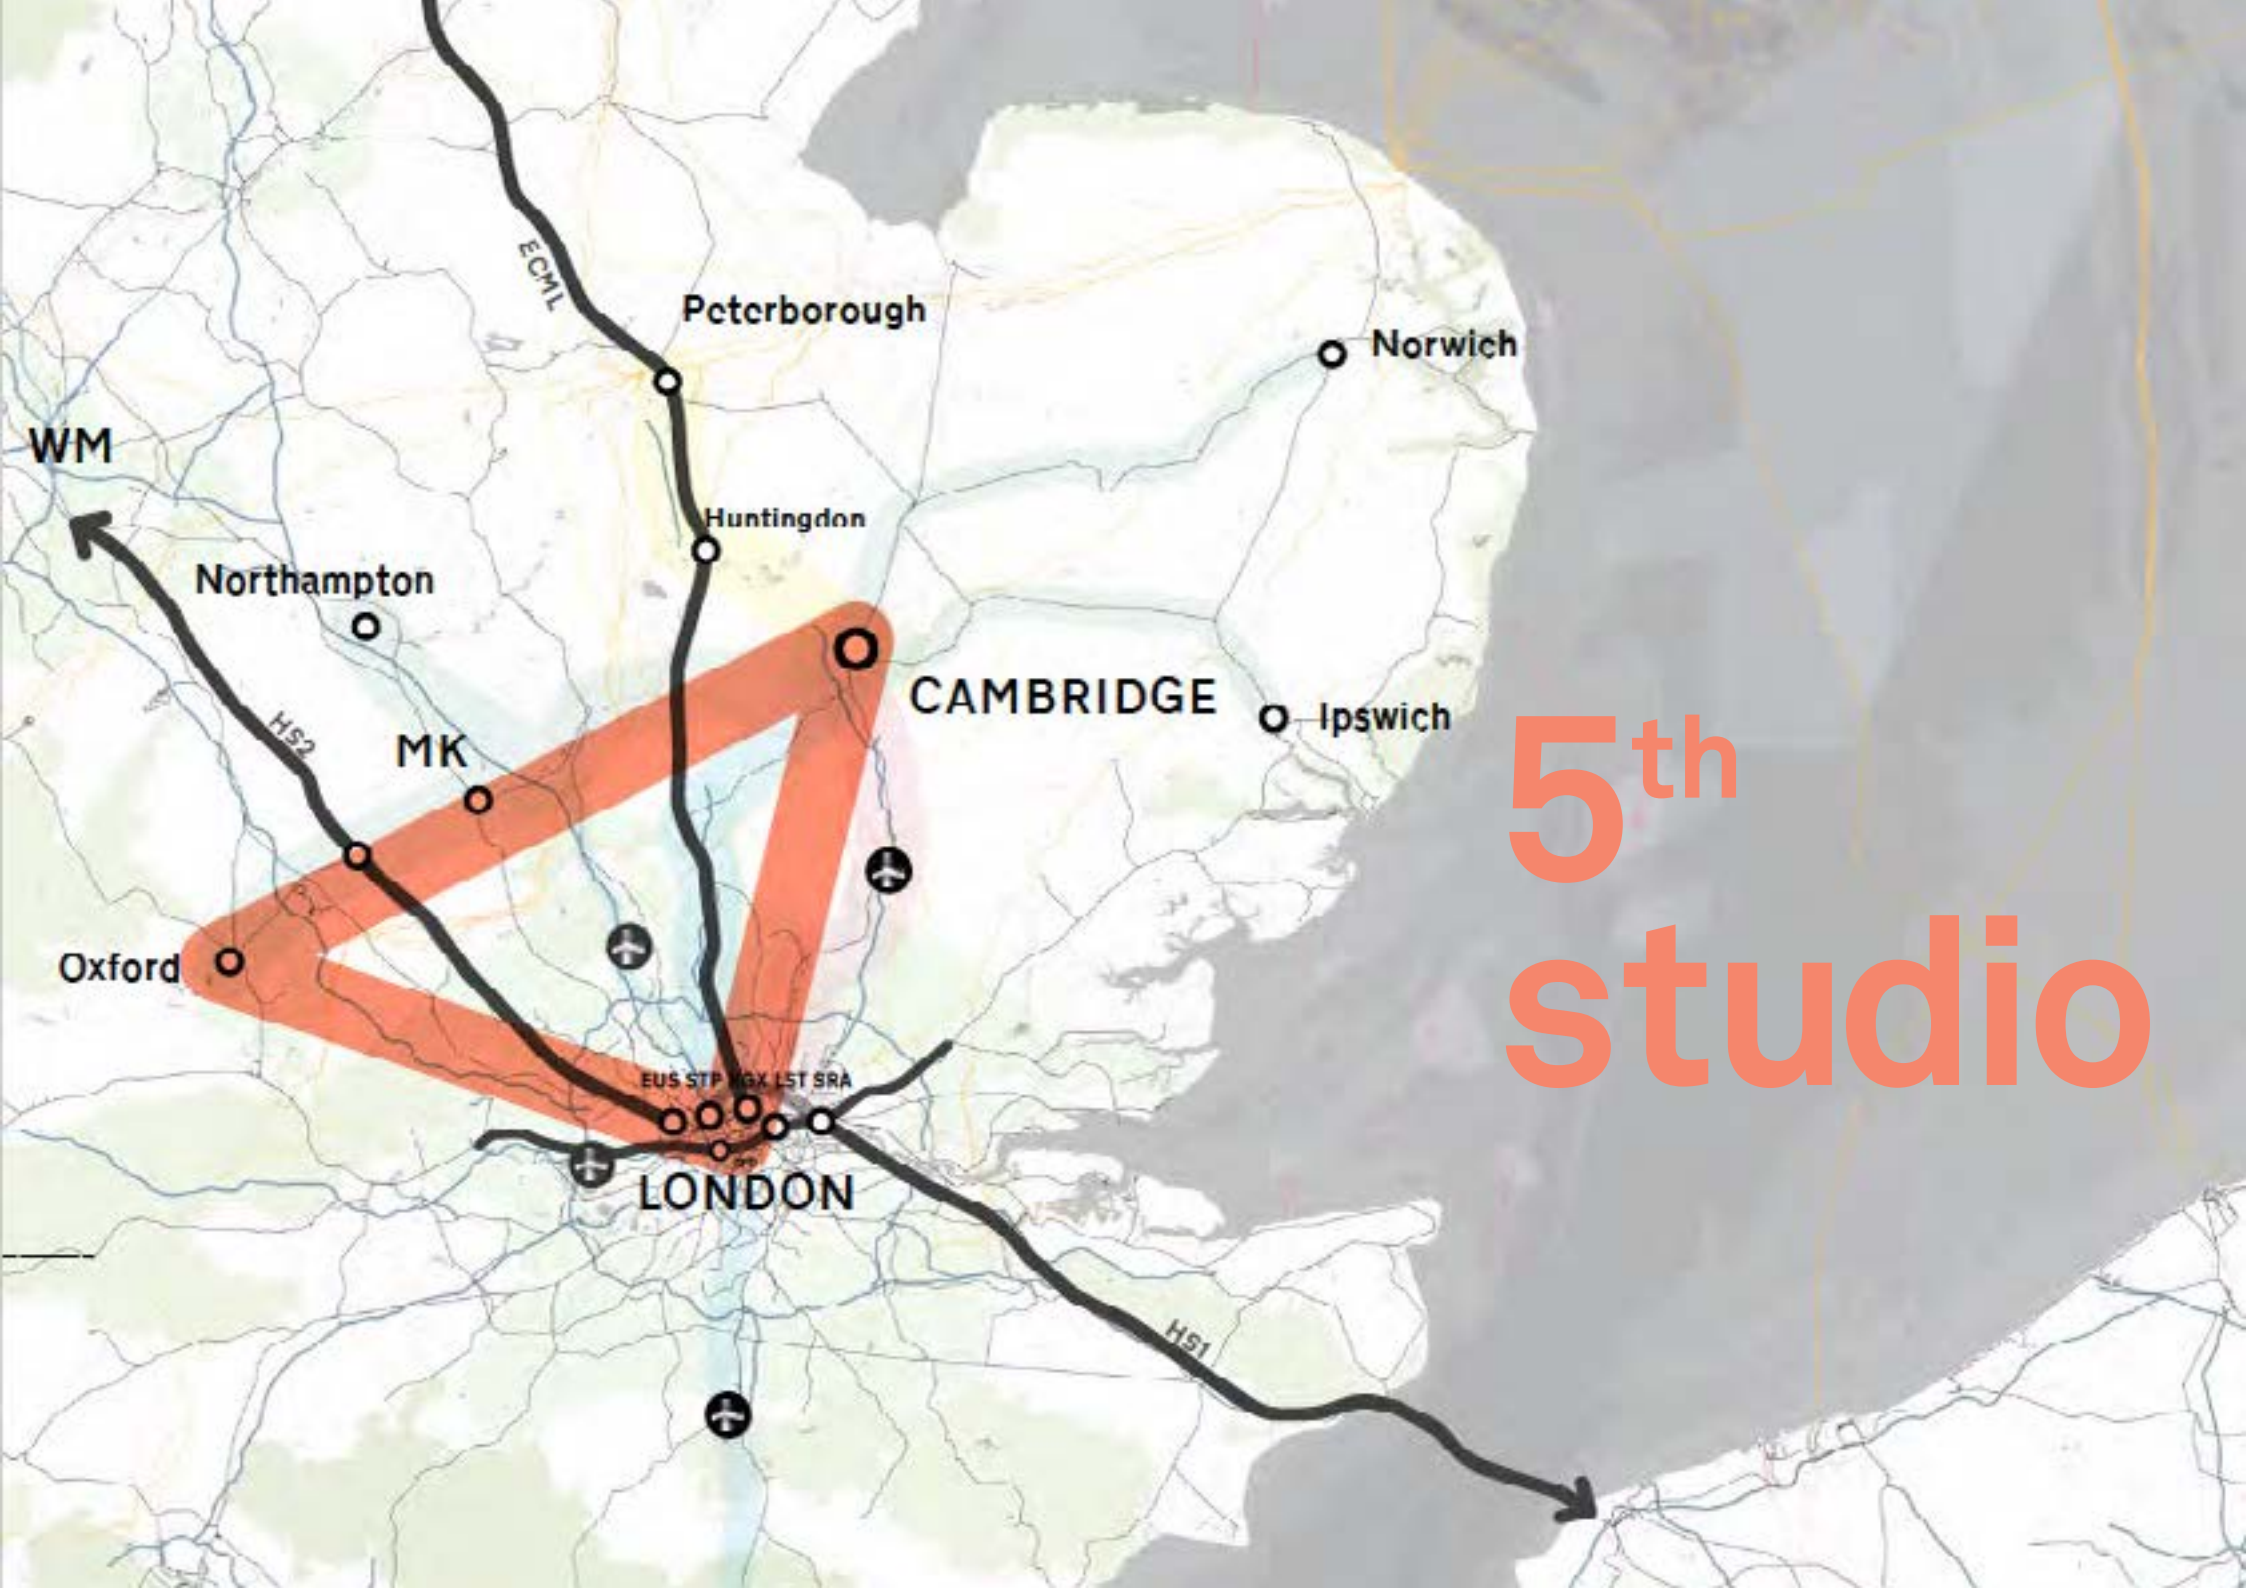 ECML
Peterborough
Norwich
WM
Huntingdon
Northampton
CAMBRIDGE
HS2
MK
Ipswich
5th
studio
Oxford
EUS STP KGX LST SRA
LONDON
HS1